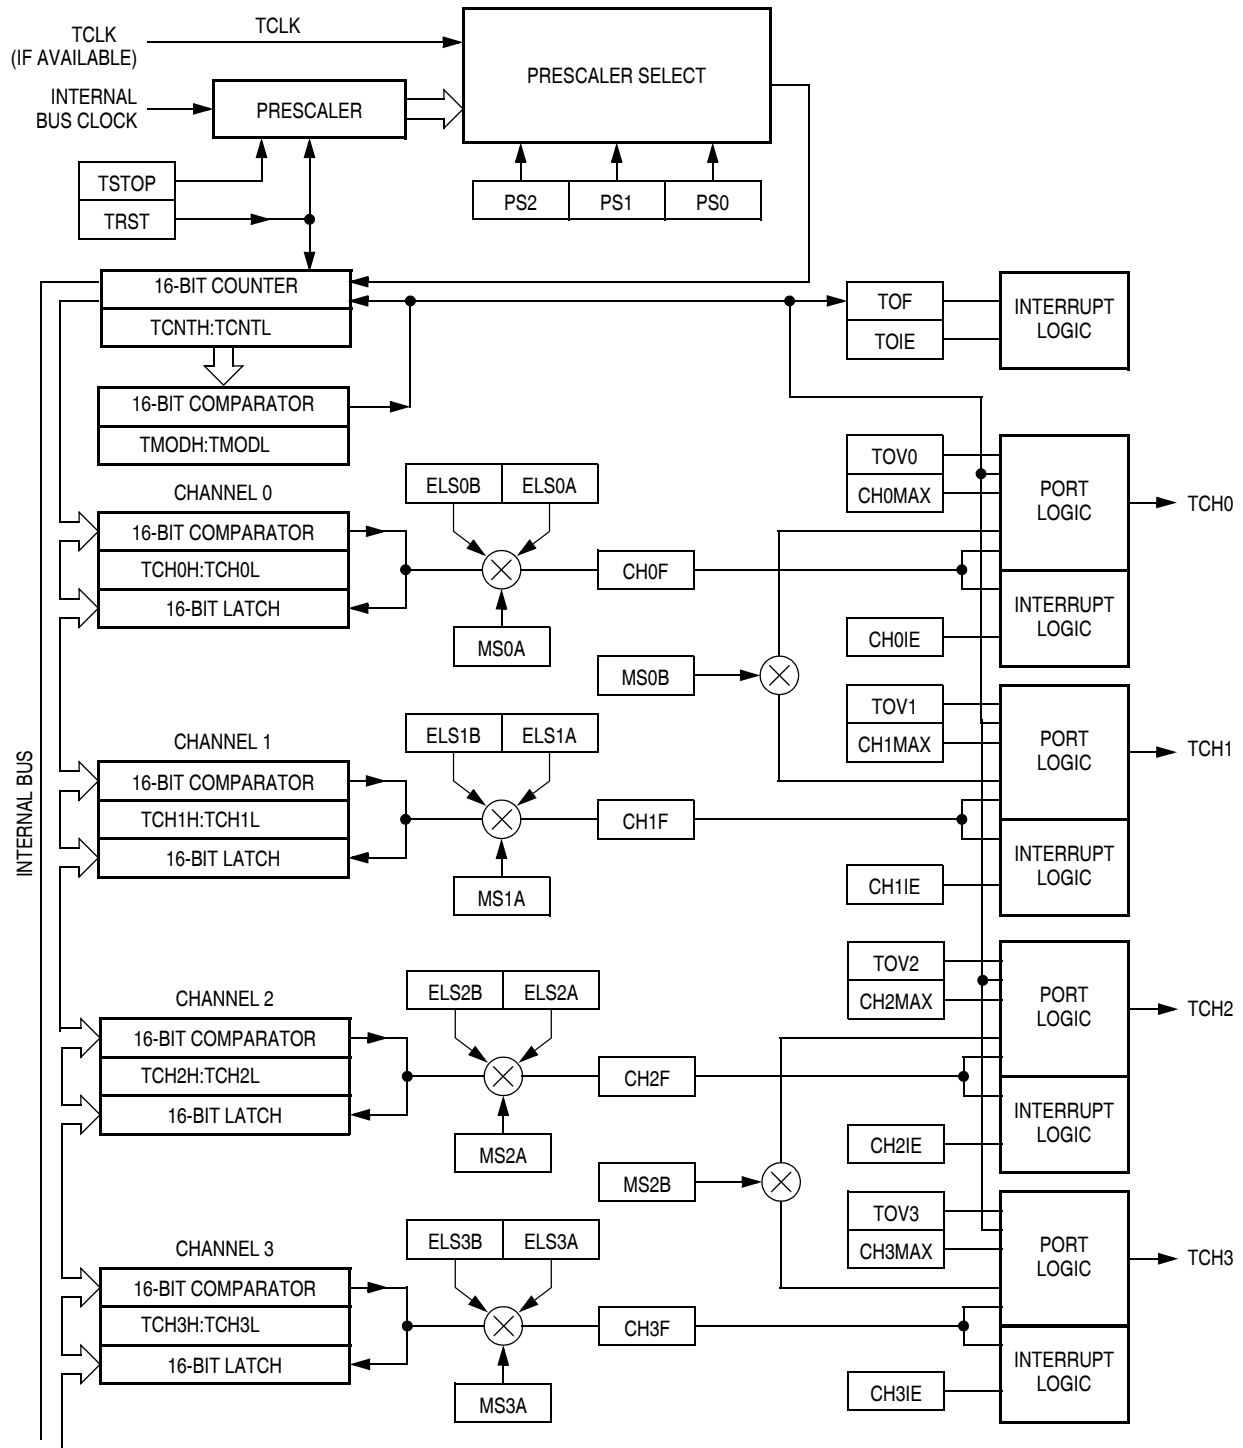 TCLK
(IF AVAILABLE)
TCLK
PRESCALER SELECT
INTERNAL
BUS CLOCK
PRESCALER
TSTOP
TRST
PS2
PS1
PS0
16-BIT COUNTER
TCNTH:TCNTL
TOF
TOIE
INTERRUPT
LOGIC
16-BIT COMPARATOR
TMODH:TMODL
CHANNEL 0
16-BIT COMPARATOR
TCH0H:TCH0L
16-BIT LATCH
ELS0B
ELS0A
MS0A
CH0F
TOV0
CH0MAX
PORT
LOGIC
TCH0
INTERRUPT
LOGIC
CH0IE
MS0B
CHANNEL 1
16-BIT COMPARATOR
TCH1H:TCH1L
16-BIT LATCH
ELS1B
ELS1A
MS1A
CH1F
TOV1
CH1MAX
PORT
LOGIC
TCH1
INTERRUPT
LOGIC
CH1IE
INTERNAL BUS
CHANNEL 2
16-BIT COMPARATOR
TCH2H:TCH2L
16-BIT LATCH
ELS2B
ELS2A
MS2A
CH2F
TOV2
CH2MAX
PORT
LOGIC
TCH2
INTERRUPT
LOGIC
CH2IE
MS2B
CHANNEL 3
16-BIT COMPARATOR
TCH3H:TCH3L
16-BIT LATCH
ELS3B
ELS3A
MS3A
CH3F
TOV3
CH3MAX
PORT
LOGIC
TCH3
INTERRUPT
LOGIC
CH3IE